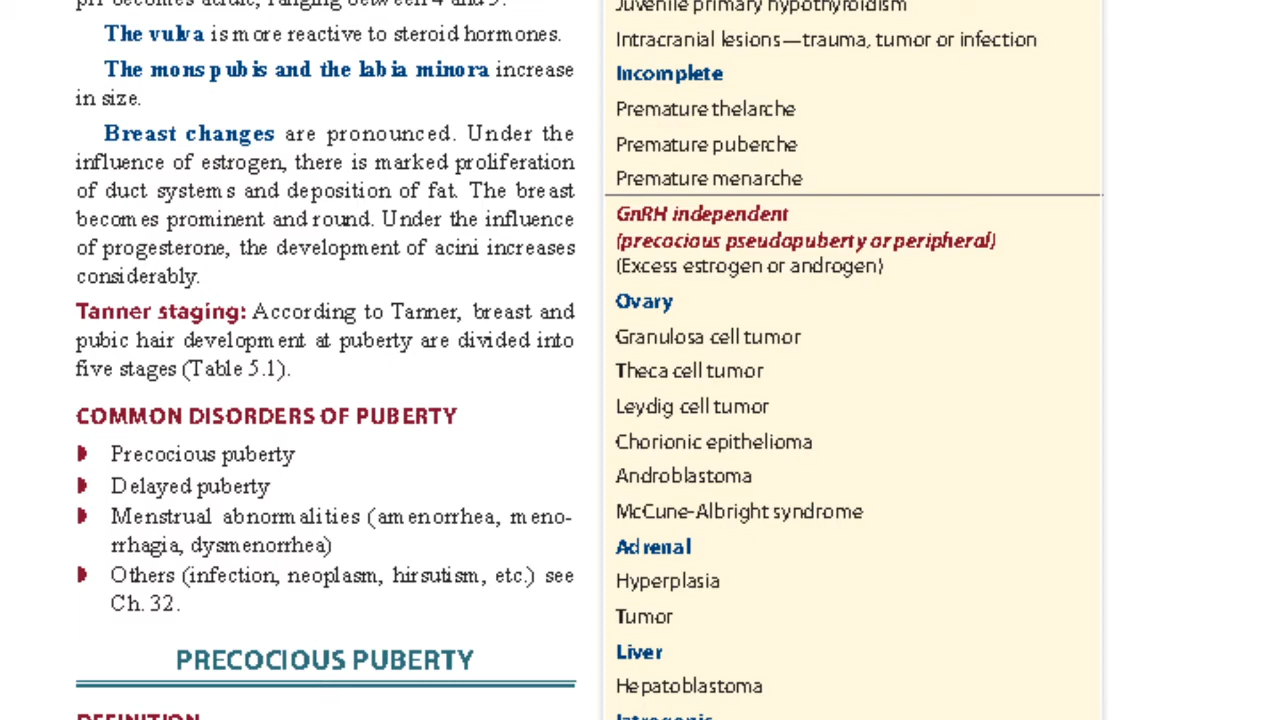 The vulva is more reactive to steroid hormones.
The mons pubis and the labia minora increase
in size.
Breast changes are pronounced. Under the
influence of estrogen, there is marked proliferation
of duct systems and deposition of fat. The breast
becomes prominent and round. Under the influence
of progesterone, the development of acini increases
considerably.
Tanner staging: According to Tanner, breast and
pubic hair development at puberty are divided into
five stages (Table 5.1).
COMMON DISORDERS OF PUBERTY
Precocious puberty
Delayed puberty
Menstrual abnormalities (amenorrhea, meno-
rrhagia, dysmenorrhea)
Others (infection, neoplasm, hirsutism, etc.) see
Ch. 32.
PRECOCIOUS PUBERTY
DEFINITION
Juvenile primary hypothyroidism
Intracranial lesions—trauma, tumor or infection
Incomplete
Premature thelarche
Premature puberche
Premature menarche
GnRH independent
(precocious pseudopuberty or peripheral)
(Excess estrogen or androgen)
Ovary
Granulosa cell tumor
Theca cell tumor
Leydig cell tumor
Chorionic epithelioma
Androblastoma
McCune-Albright syndrome
Adrenal
Hyperplasia
Tumor
Liver
Hepatoblastoma
Iatrogenic